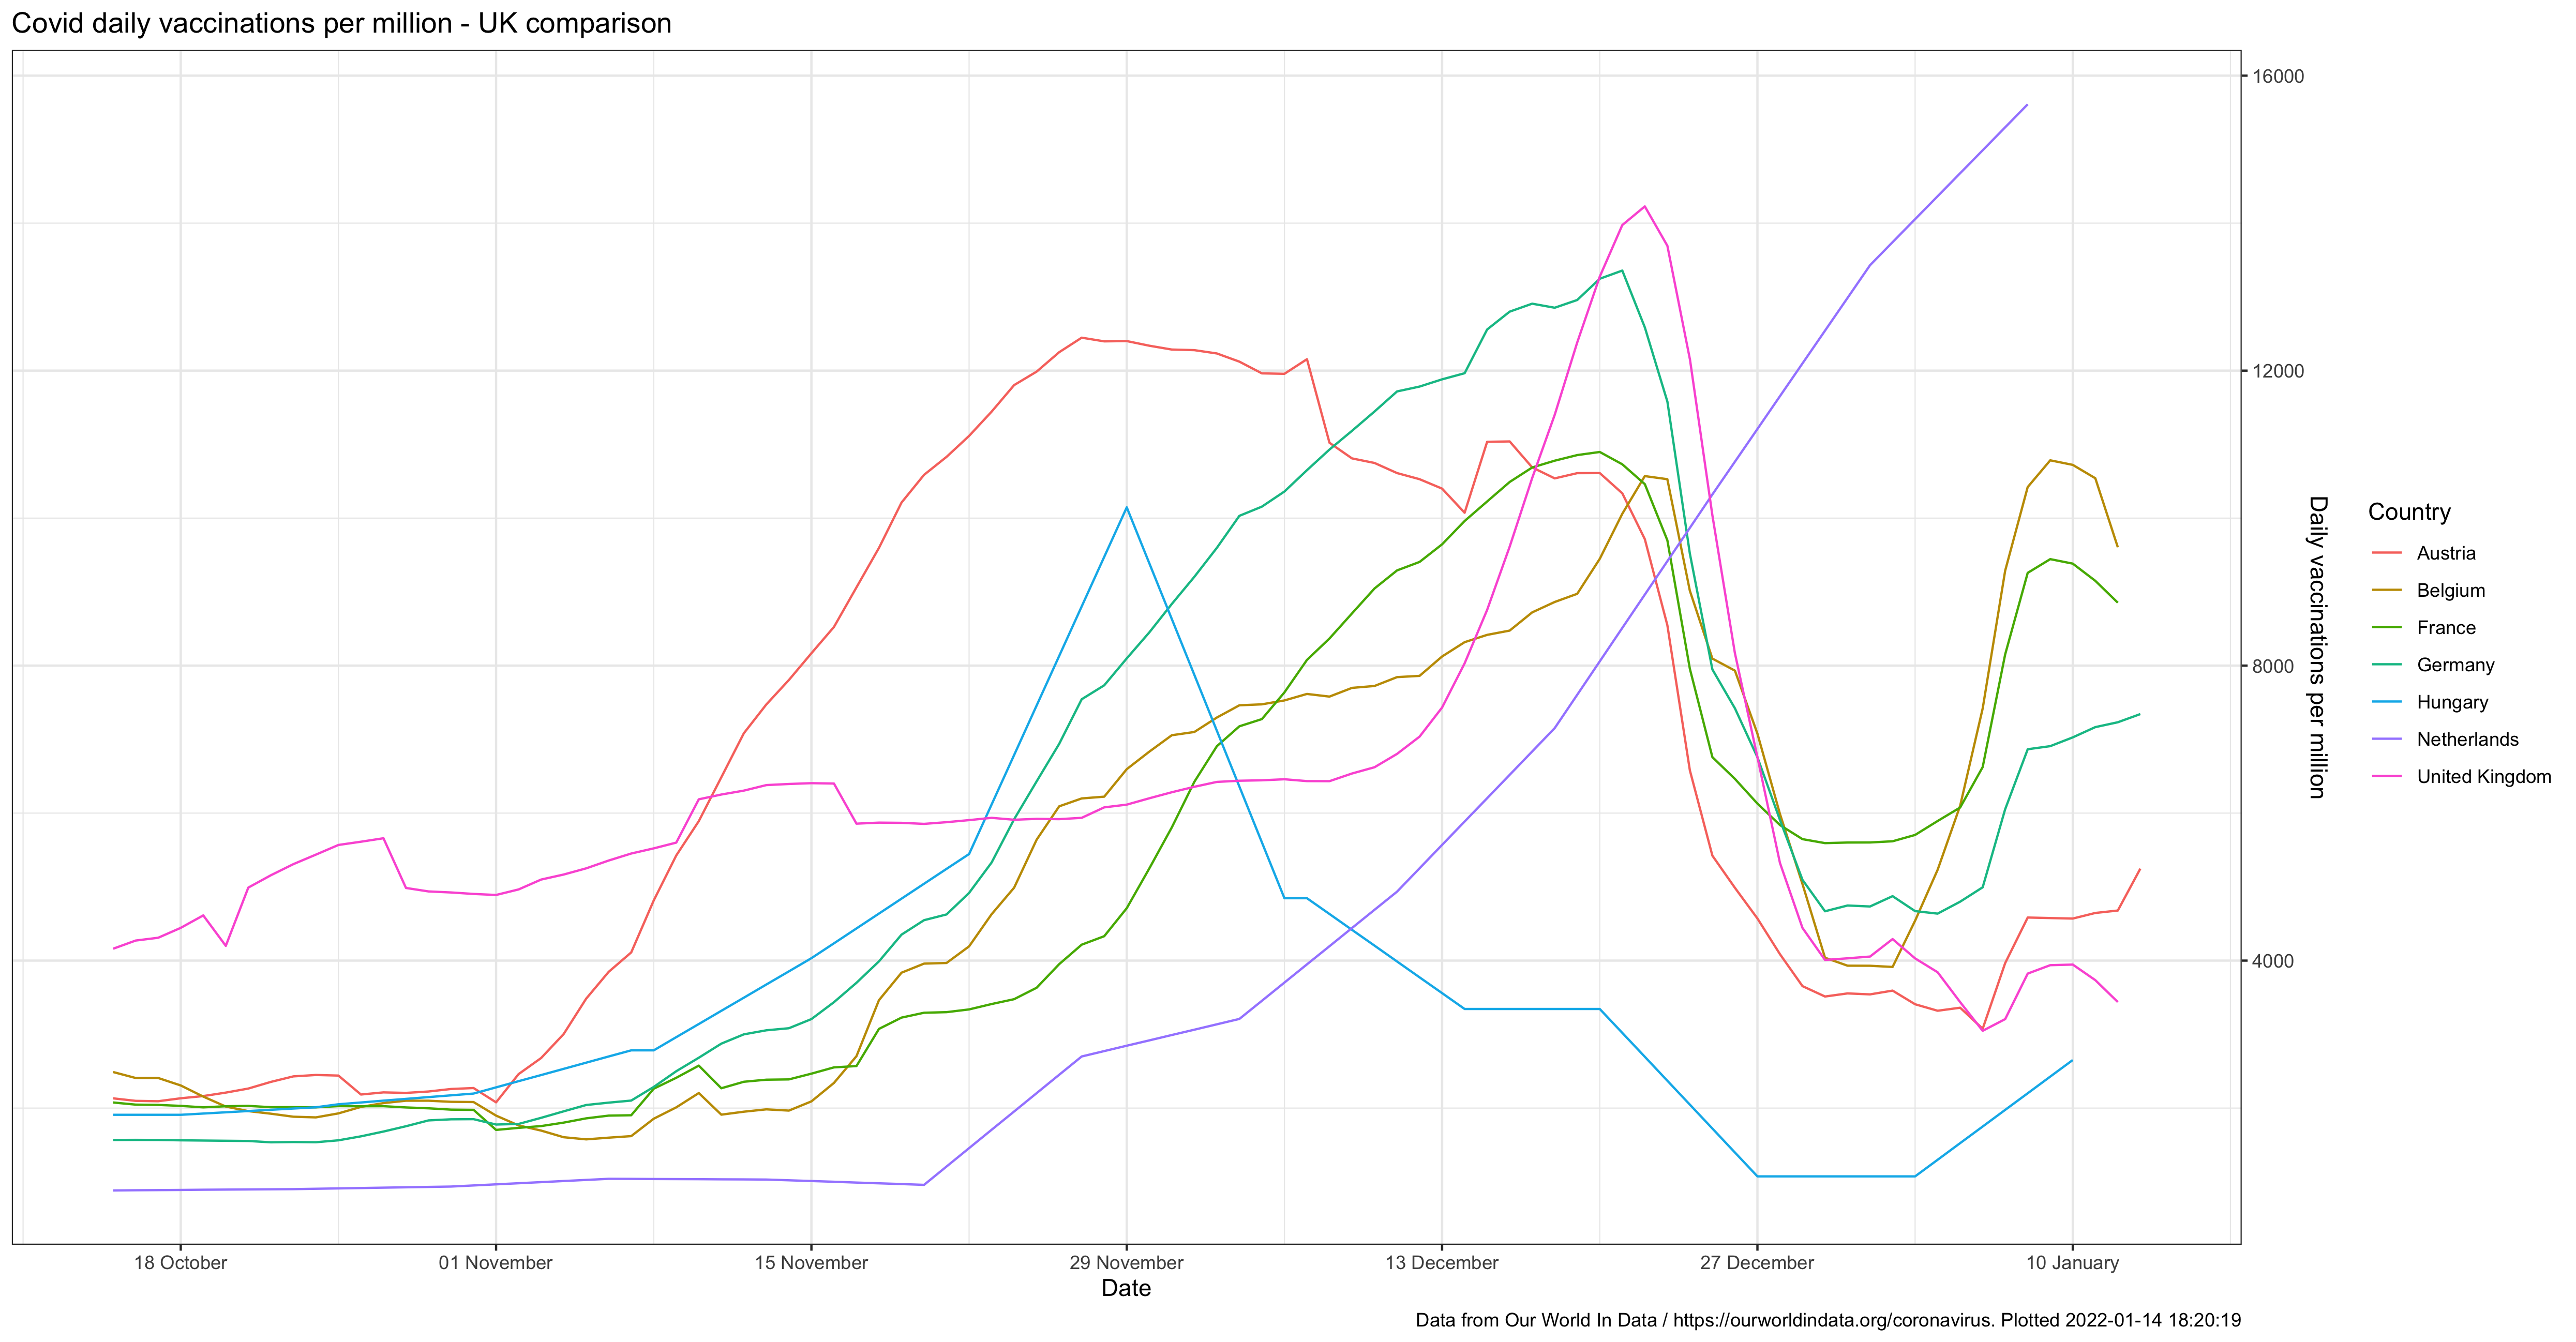 Covid daily vaccinations per million - UK comparison
16000
12000
8000
4000
Daily vaccinations per million
Country
Austria
Belgium
France
Germany
Hungary
Netherlands
United Kingdom
18 October
01 November
15 November
29 November
13 December
27 December
10 January
Date
Data from Our World In Data / https://ourworldindata.org/coronavirus. Plotted 2022-01-14 18:20:19